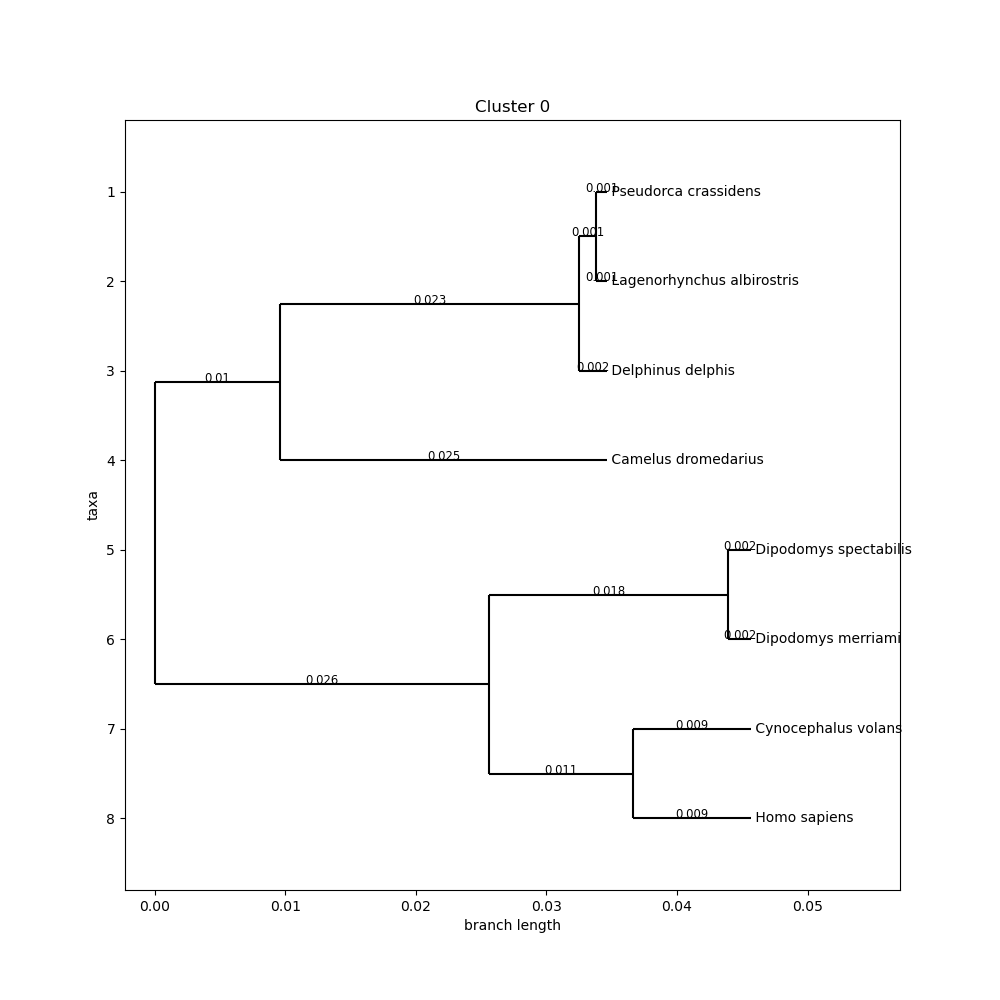 Cluster 0
0.001
1
Pseudorca crassidens
0.001
0.001
2
Lagenorhynchus albirostris
0.023
0.002
3
Delphinus delphis
0.01
0.025
4
Camelus dromedarius
taxa
0.002
5
Dipodomys spectabilis
0.018
0.002
6
Dipodomys merriami
0.026
0.009
7
Cynocephalus volans
0.011
0.009
8
Homo sapiens
0.00 0.01 0.02 0.03 0.04 0.05
branch length